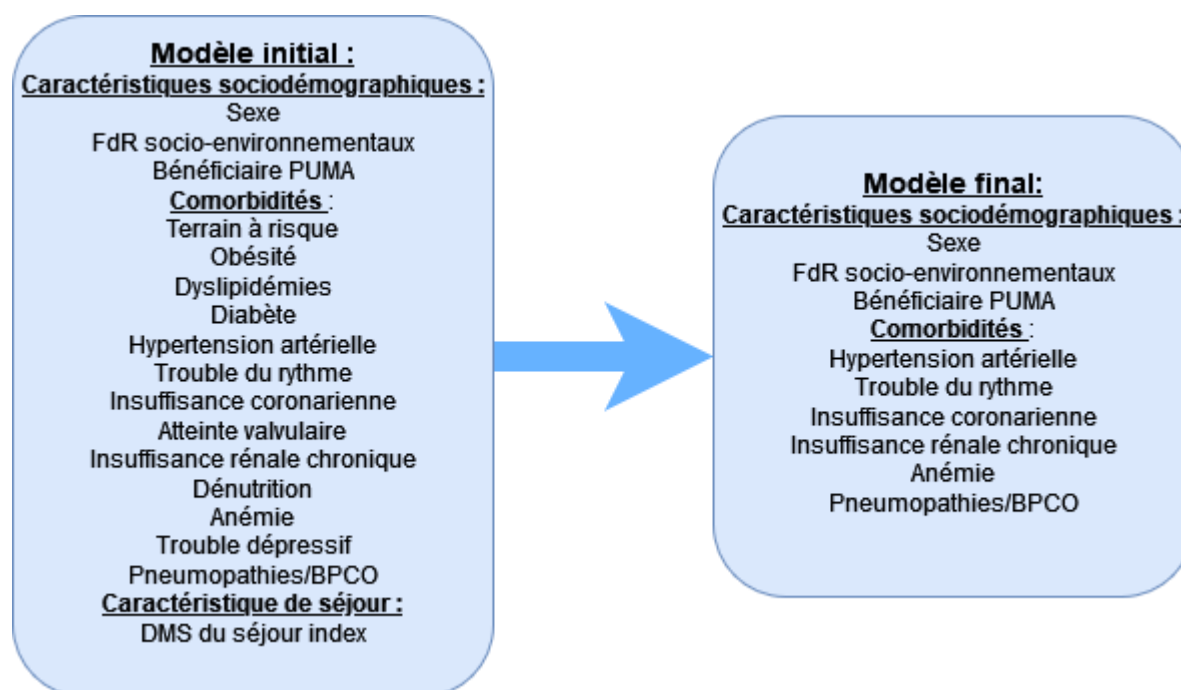 Modèle initial :
Caractéristiques sociodémographiques :
Sexe
FdR socio-environnementaux
Bénéficiaire PUMA
Comorbidités :
Terrain à risque
Obésité
Dyslipidémies
Diabète
Hypertension artérielle
Trouble du rythme
Insuffisance coronarienne
Atteinte valvulaire
Insuffisance rénale chronique
Dénutrition
Anémie
Trouble dépressif
Pneumopathies/BPCO
Caractéristique de séjour :
DMS du séjour index
Modèle final:
Caractéristiques sociodémographiques :
Sexe
FdR socio-environnementaux
Bénéficiaire PUMA
Comorbidités :
Hypertension artérielle
Trouble du rythme
Insuffisance coronarienne
Insuffisance rénale chronique
Anémie
Pneumopathies/BPCO